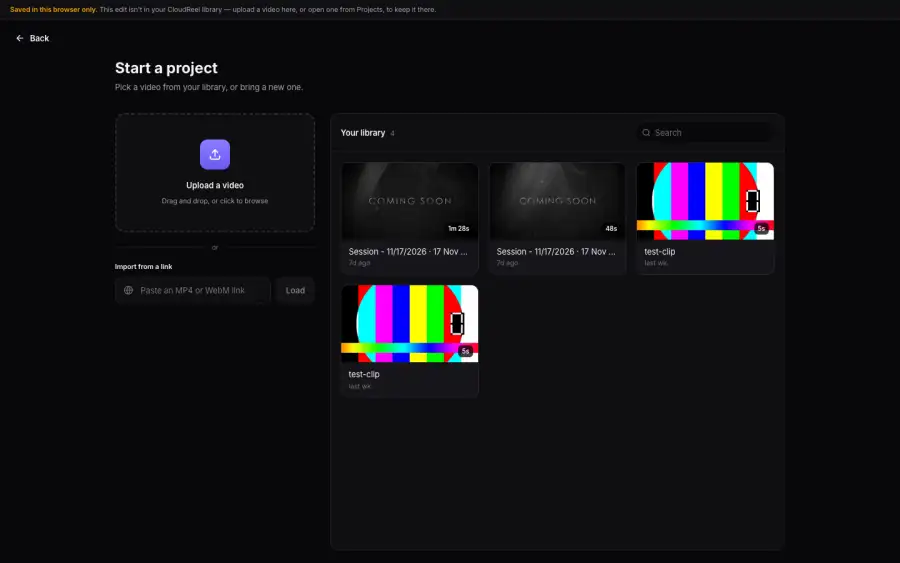 Saved in this browser only. This edit isn't in your CloudReel library — upload a video here, or open one from Projects, to keep it there.
Back
Start a project
Pick a video from your library, or bring a new one.
Upload a video
Drag and drop, or click to browse
or
Import from a link
Paste an MP4 or WebM link
Load
Your library 4
Search
COMING SOON
1m 28s
Session - 11/17/2026 · 17 Nov ...
7d ago
COMING SOON
48s
Session - 11/17/2026 · 17 Nov ...
7d ago
5s
test-clip
last wk.
5s
test-clip
last wk.